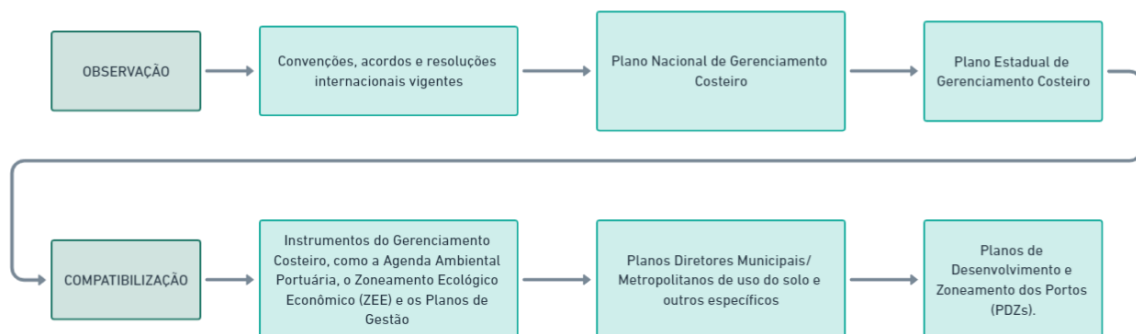 OBSERVAÇÃO
Convenções, acordos e resoluções
internacionais vigentes
Plano Nacional de Gerenciamento
Costeiro
Plano Estadual de
Gerenciamento Costeiro
COMPATIBILIZAÇÃO
Instrumentos do Gerenciamento
Costeiro, como a Agenda Ambiental
Portuária, o Zoneamento Ecológico
Econômico (ZEE) e os Planos de
Gestão
Planos Diretores Municipais/
Metropolitanos de uso do solo e
outros específicos
Planos de
Desenvolvimento e
Zoneamento dos Portos
(PDZs).